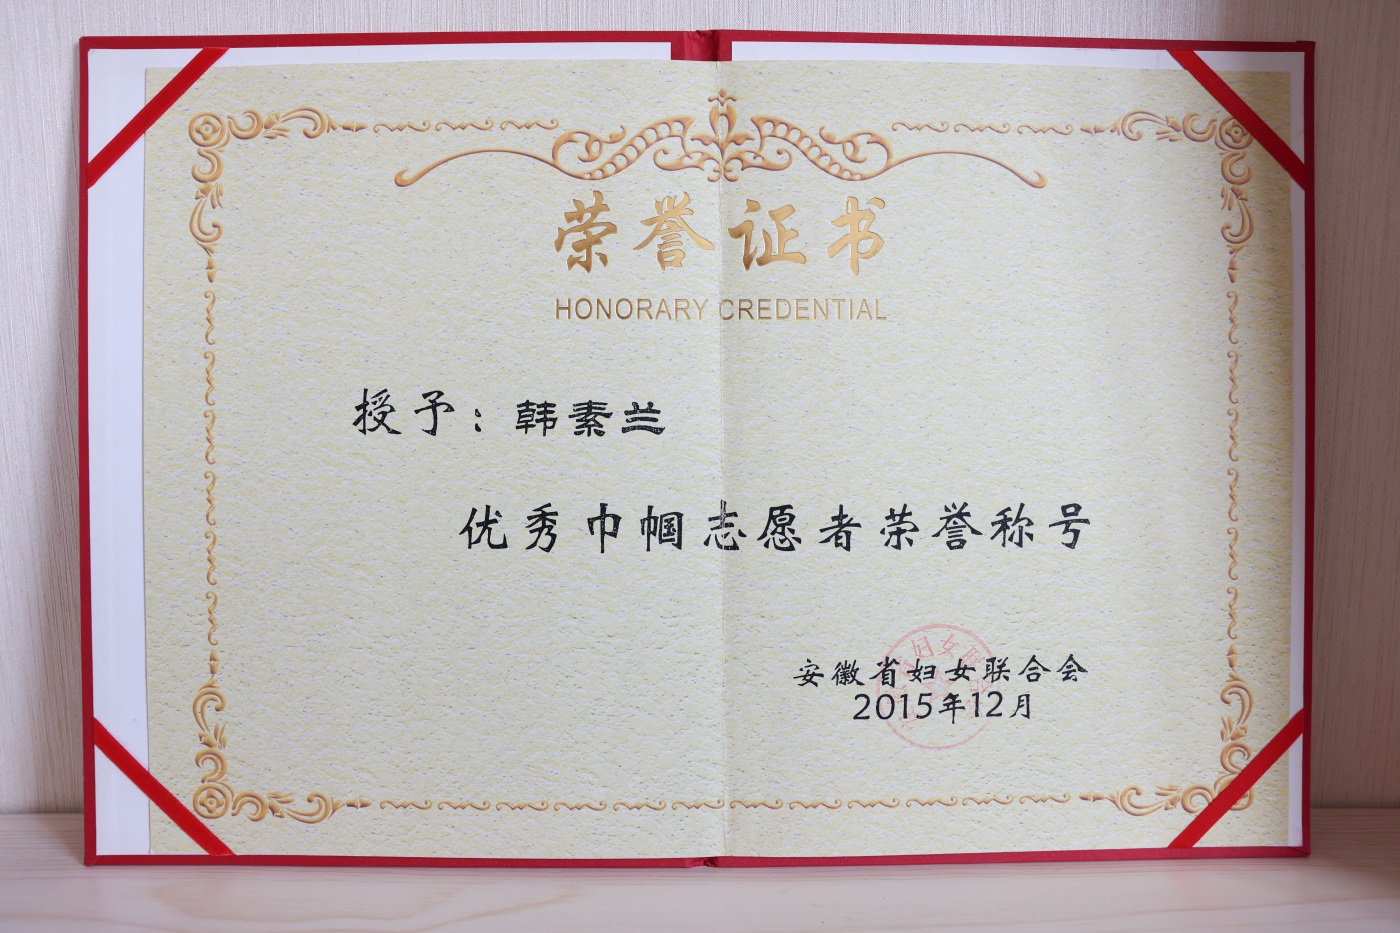 荣誉证书
HONORARY CREDENTIAL
授予：韩素兰
优秀巾帼志愿者荣誉称号
安徽省妇女联合会
2015年12月